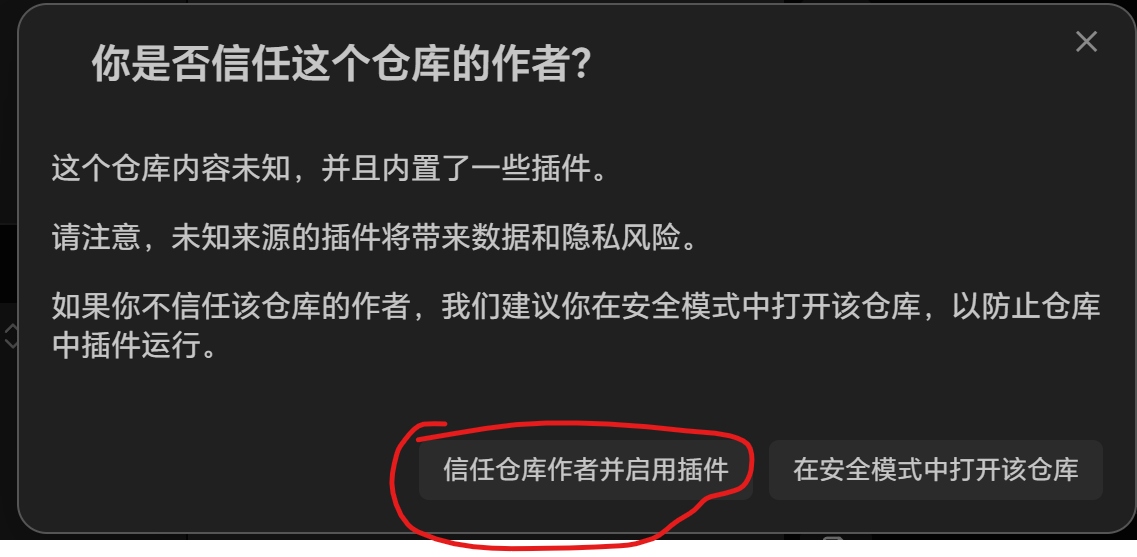 你是否信任这个仓库的作者?
这个仓库内容未知，并且内置了一些插件。
请注意，未知来源的插件将带来数据和隐私风险。
如果你不信任该仓库的作者，我们建议你在安全模式中打开该仓库，以防止仓库
中插件运行。
信任仓库作者并启用插件
在安全模式中打开该仓库